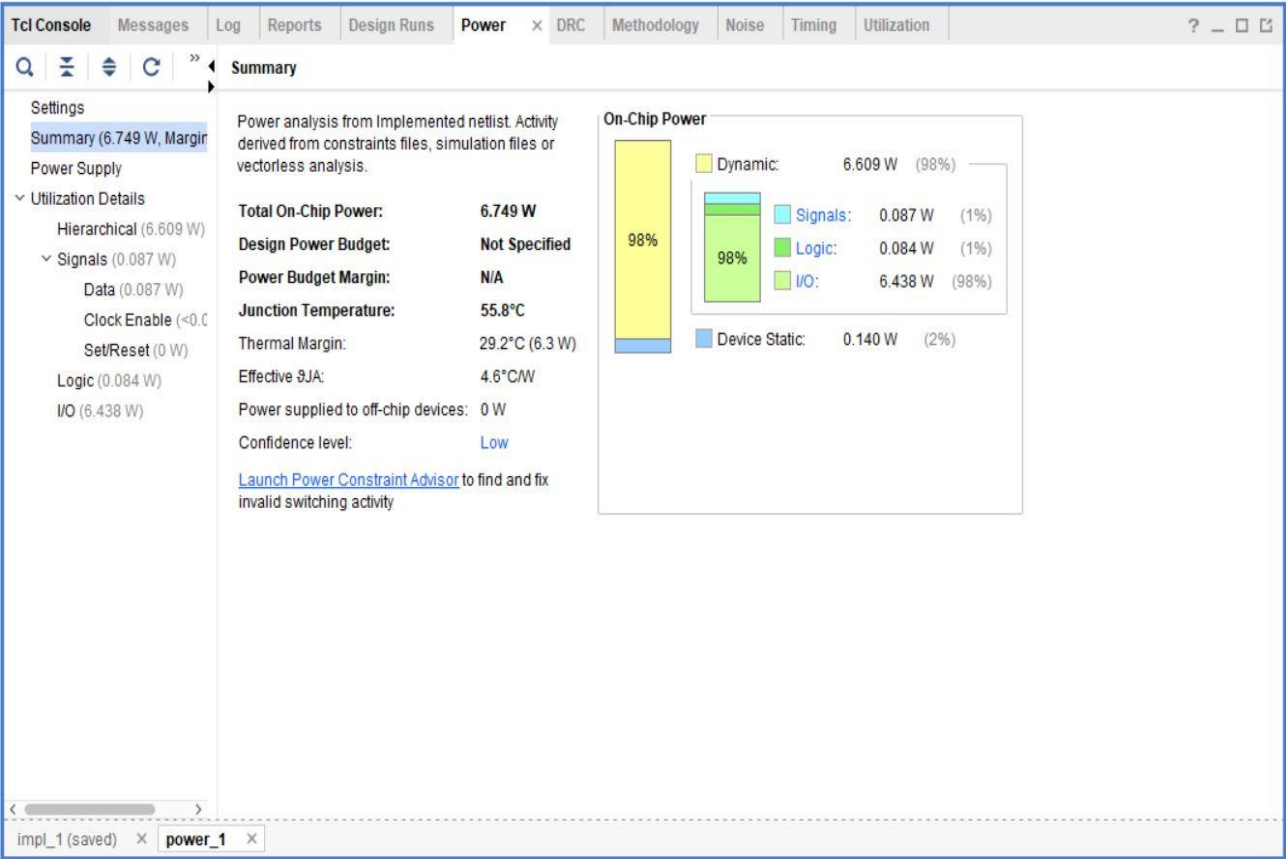 Tcl Console Messages Log Reports Design Runs Power × DRC Methodology Noise Timing Utilization ?
» Summary
Settings
Summary (6.749 W, Margin
Power Supply
Utilization Details
Hierarchical (6.609 W)
Signals (0.087 W)
Data (0.087 W)
Clock Enable (<0.0
Set/Reset (0 W)
Logic (0.084 W)
I/O (6.438 W)
Power analysis from Implemented netlist. Activity
derived from constraints files, simulation files or
vectorless analysis.
Total On-Chip Power: 6.749 W
Design Power Budget: Not Specified
Power Budget Margin: N/A
Junction Temperature: 55.8°C
Thermal Margin: 29.2°C (6.3 W)
Effective ϑJA: 4.6°C/W
Power supplied to off-chip devices: 0 W
Confidence level: Low
Launch Power Constraint Advisor to find and fix
invalid switching activity
On-Chip Power
98%
Dynamic: 6.609 W (98%)
98%
Signals: 0.087 W (1%)
Logic: 0.084 W (1%)
I/O: 6.438 W (98%)
Device Static: 0.140 W (2%)
impl_1 (saved) × power_1 ×